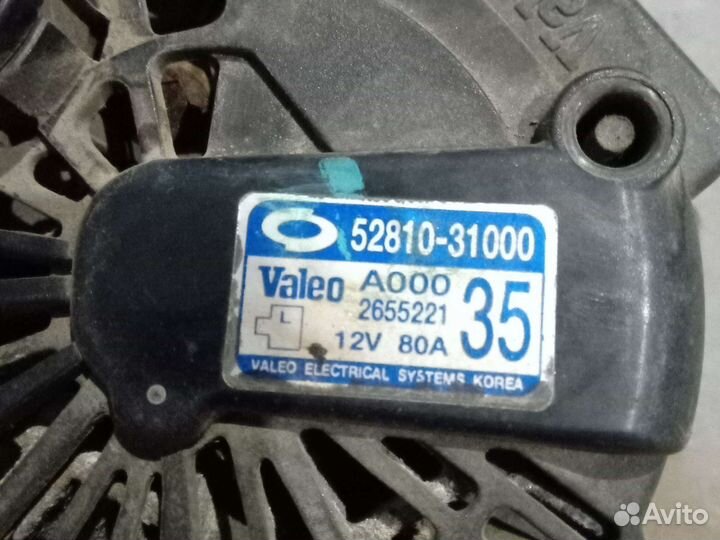 52810-31000
Valeo A000
2655221
L
12V 80A
35
VALEO ELECTRICAL SYSTEMS KOREA
Avito